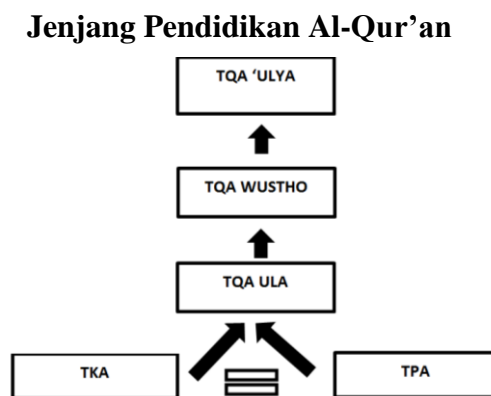 Jenjang Pendidikan Al-Qur’an
TQA ‘ULYA
TQA WUSTHO
TQA ULA
TKA
TPA